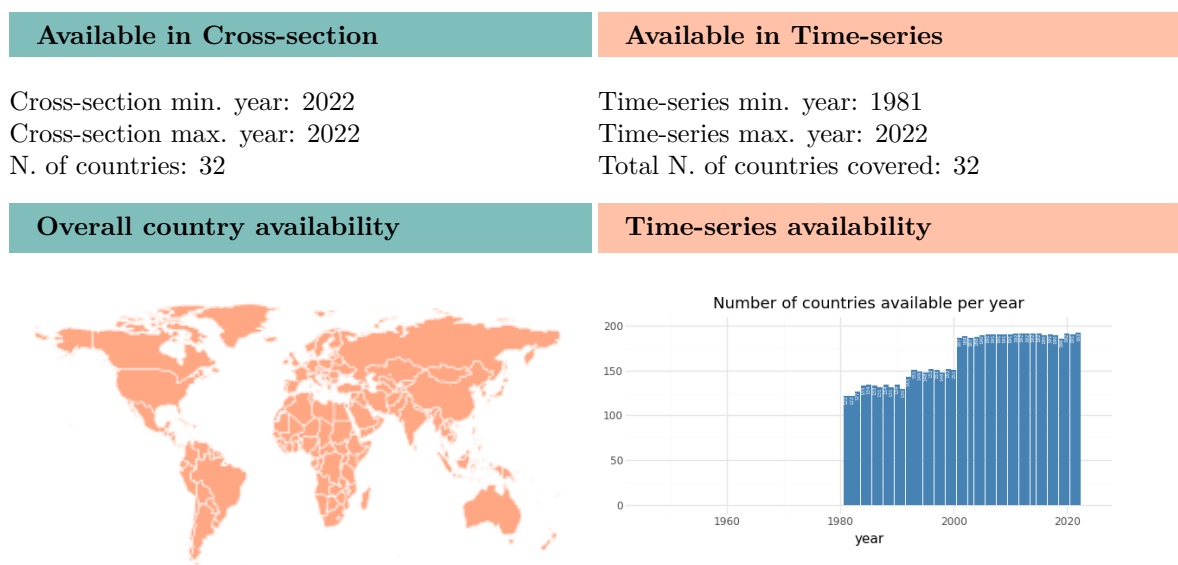 Available in Cross-section
Available in Time-series
Cross-section min. year: 2022
Cross-section max. year: 2022
N. of countries: 32
Time-series min. year: 1981
Time-series max. year: 2022
Total N. of countries covered: 32
Overall country availability
Time-series availability
Number of countries available per year
200
150
100
50
0
1960
1980
2000
2020
year